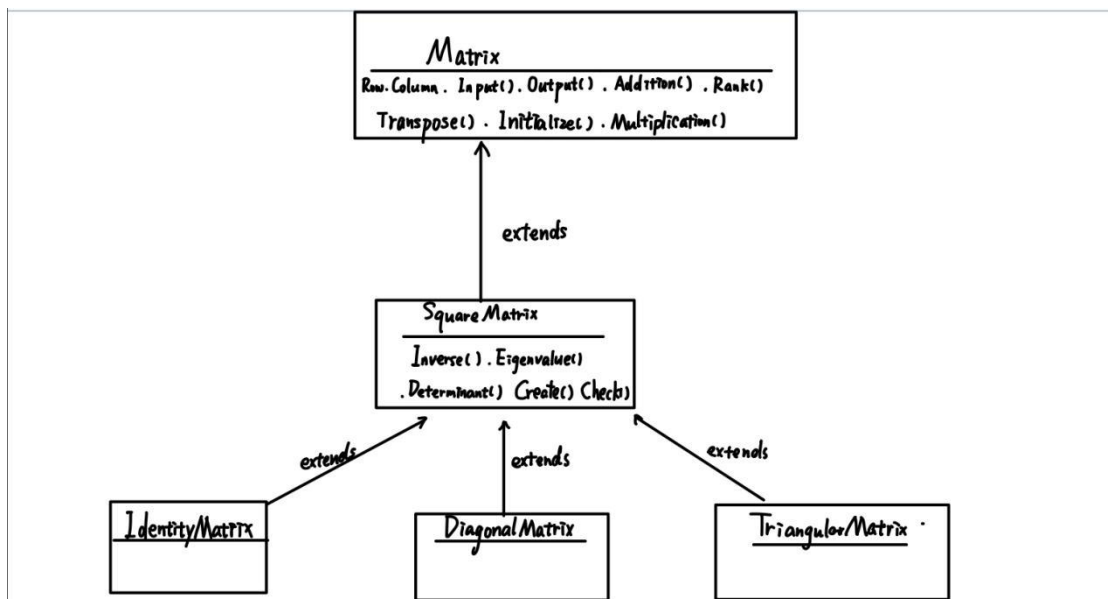 Matrix
Row. Column. Input(). Output(). Addition(). Rank()
Transpose(). Initialize(). Multiplication()
extends
SquareMatrix
Inverse(). Eigenvalue()
. Determinant() Create() Check()
extends
extends
extends
IdentityMatrix
DiagonalMatrix
TriangularMatrix .